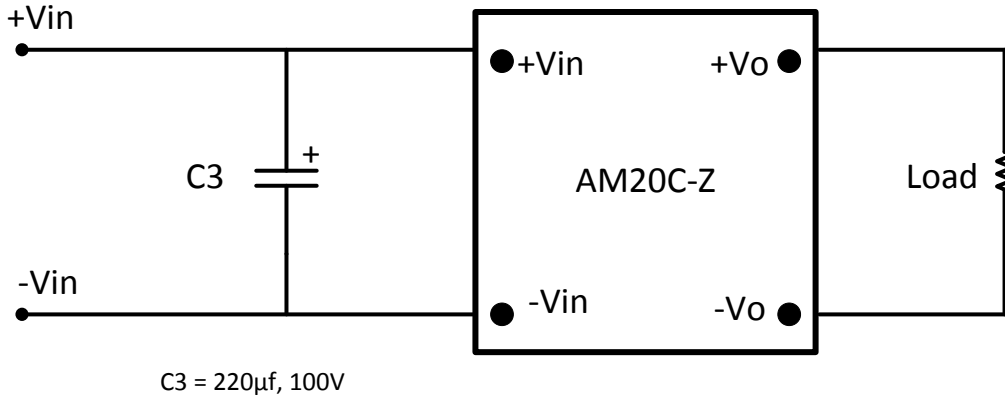 +Vin
+Vin
+Vo
+
C3
AM20C-Z
Load
-Vin
-Vin
-Vo
C3 = 220µf, 100V